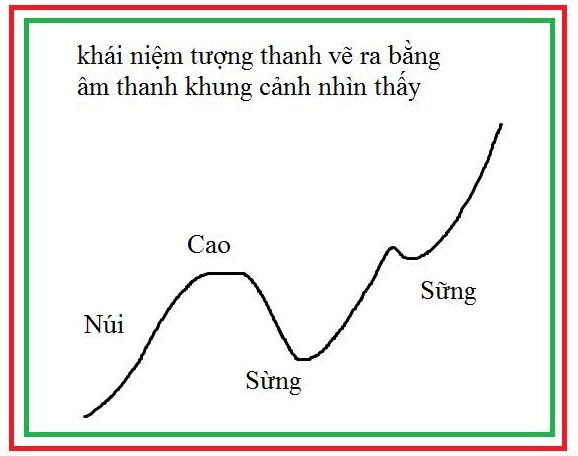 khái niệm tượng thanh vẽ ra bằng
âm thanh khung cảnh nhìn thấy
Núi
Cao
Sừng
Sững